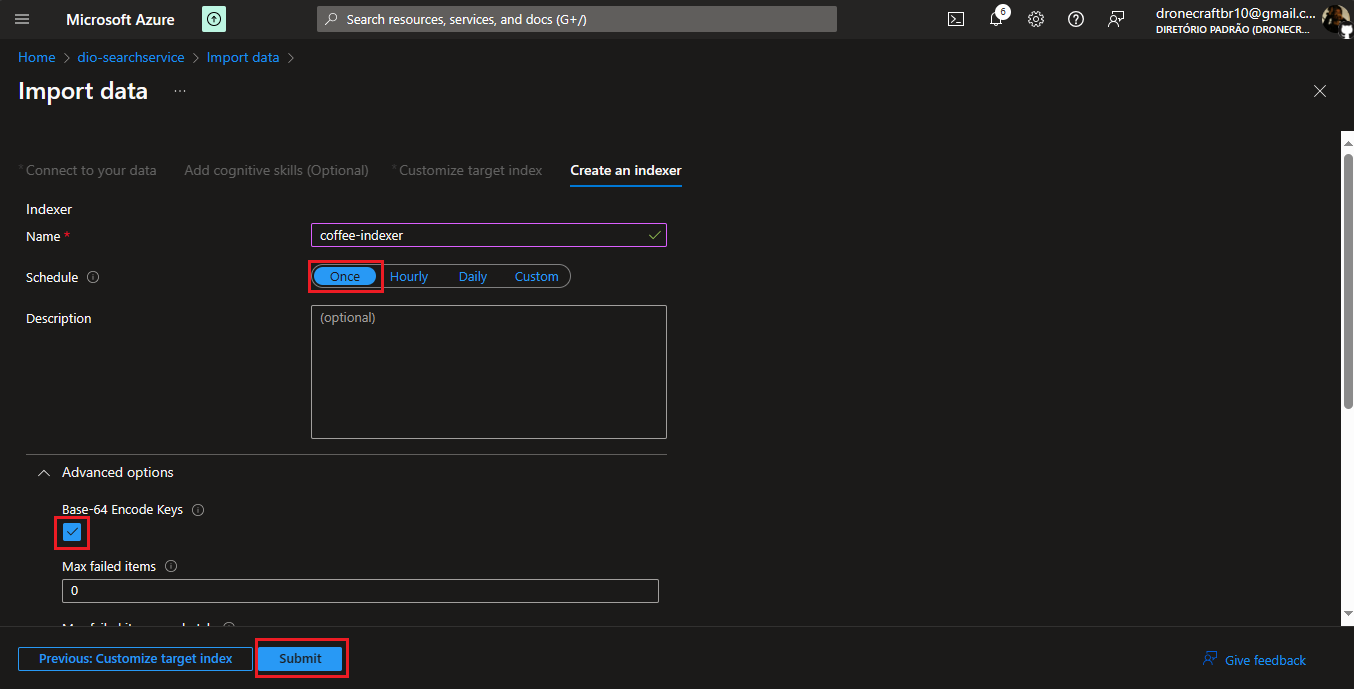 Microsoft Azure
Search resources, services, and docs (G+/)
6
dronecraftbr10@gmail.c...
DIRETÓRIO PADRÃO (DRONECR...
Home > dio-searchservice > Import data >
Import data ...
* Connect to your data Add cognitive skills (Optional) * Customize target index Create an indexer
Indexer
Name * coffee-indexer
Schedule Once Hourly Daily Custom
Description (optional)
Advanced options
Base-64 Encode Keys
Max failed items
0
Previous: Customize target index Submit Give feedback